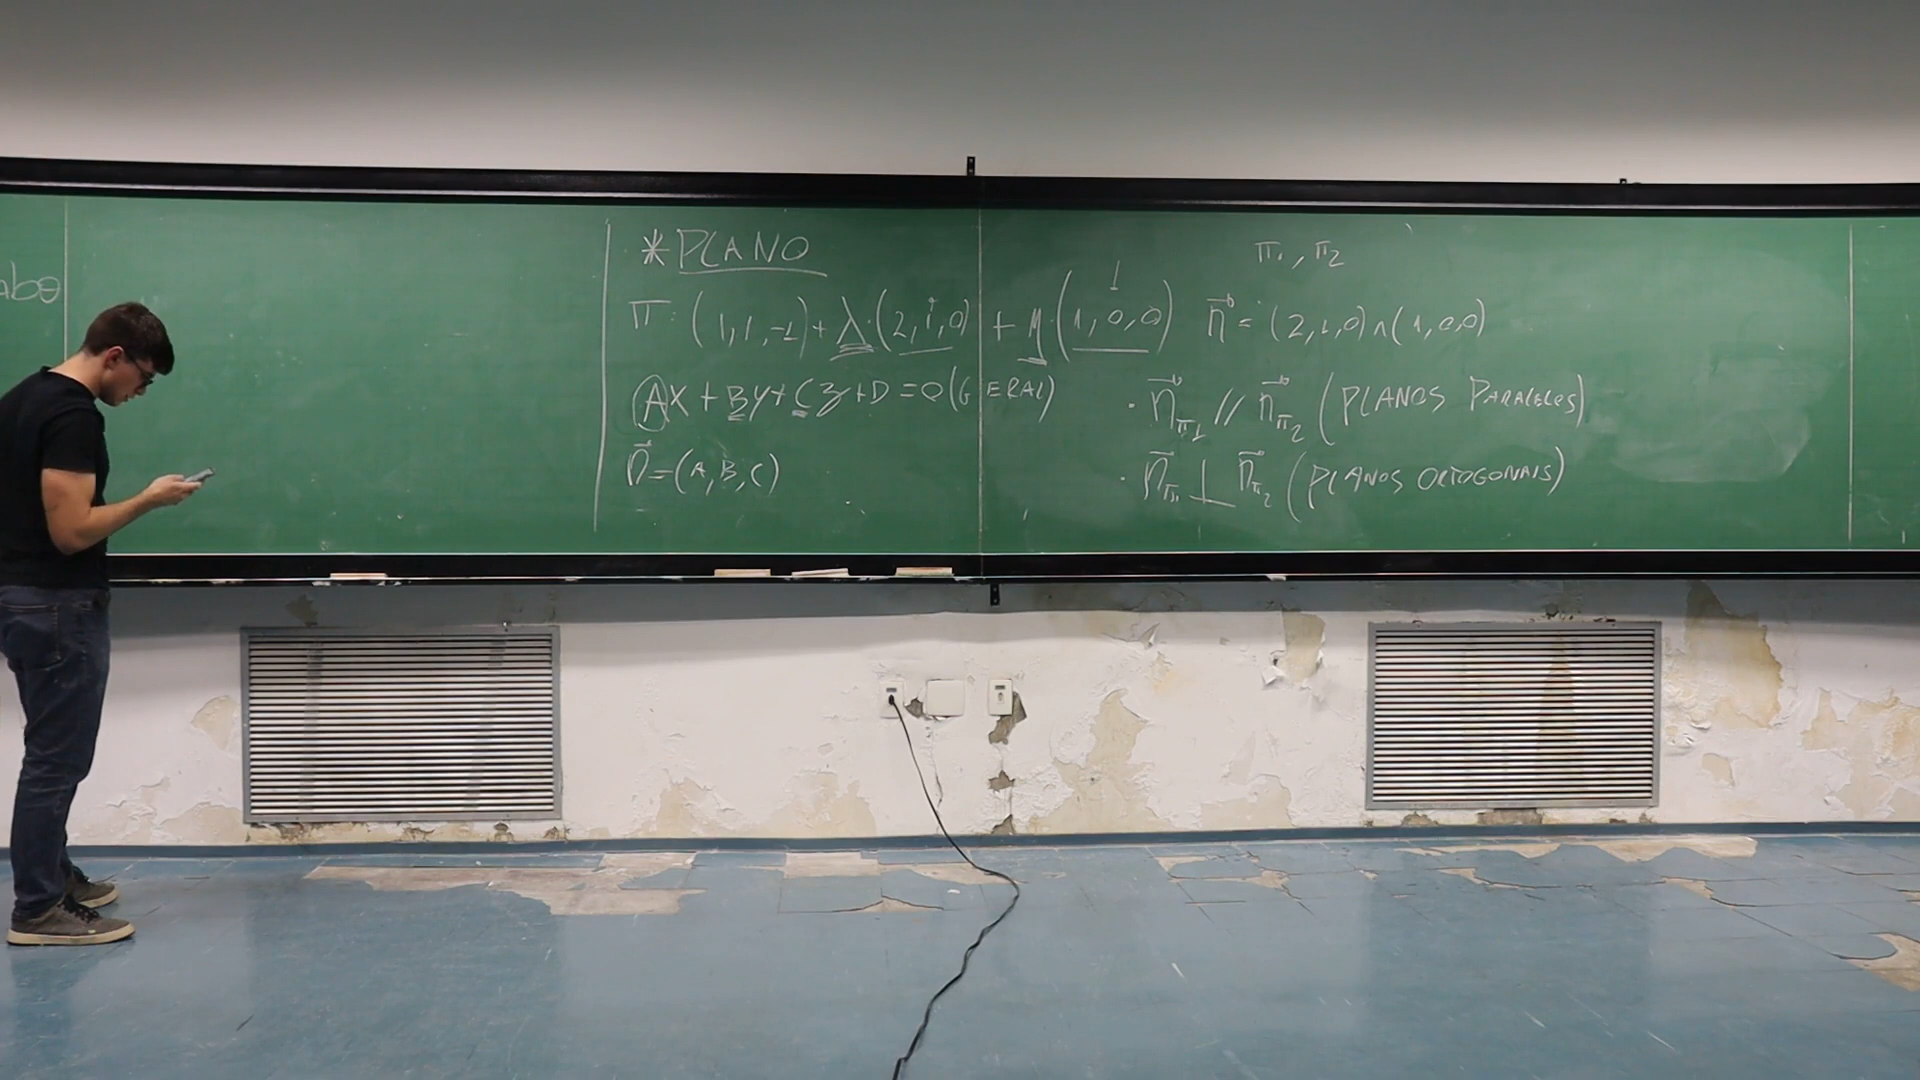 * PLANO
π: (1,1,-1) + λ·(2,1,0) + η·(1,0,0)
AX + BY + CZ + D = 0 (GERAL)
n⃗ = (A, B, C)
π₁, π₂
n⃗ = (2,1,0) ∧ (1,0,0)
· n⃗π₁ // n⃗π₂ (PLANOS PARALELOS)
· n⃗π₁ ⊥ n⃗π₂ (PLANOS ORTOGONAIS)